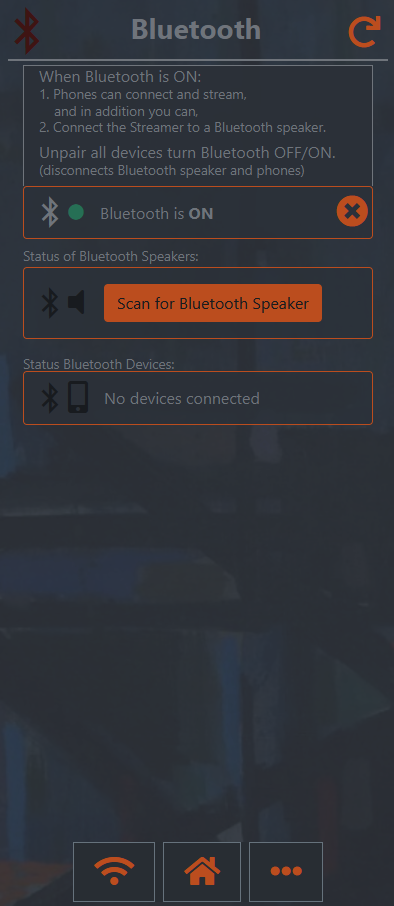 Bluetooth
When Bluetooth is ON:
1. Phones can connect and stream,
and in addition you can,
2. Connect the Streamer to a Bluetooth speaker.
Unpair all devices turn Bluetooth OFF/ON.
(disconnects Bluetooth speaker and phones)
Bluetooth is ON
Status of Bluetooth Speakers:
Scan for Bluetooth Speaker
Status Bluetooth Devices:
No devices connected